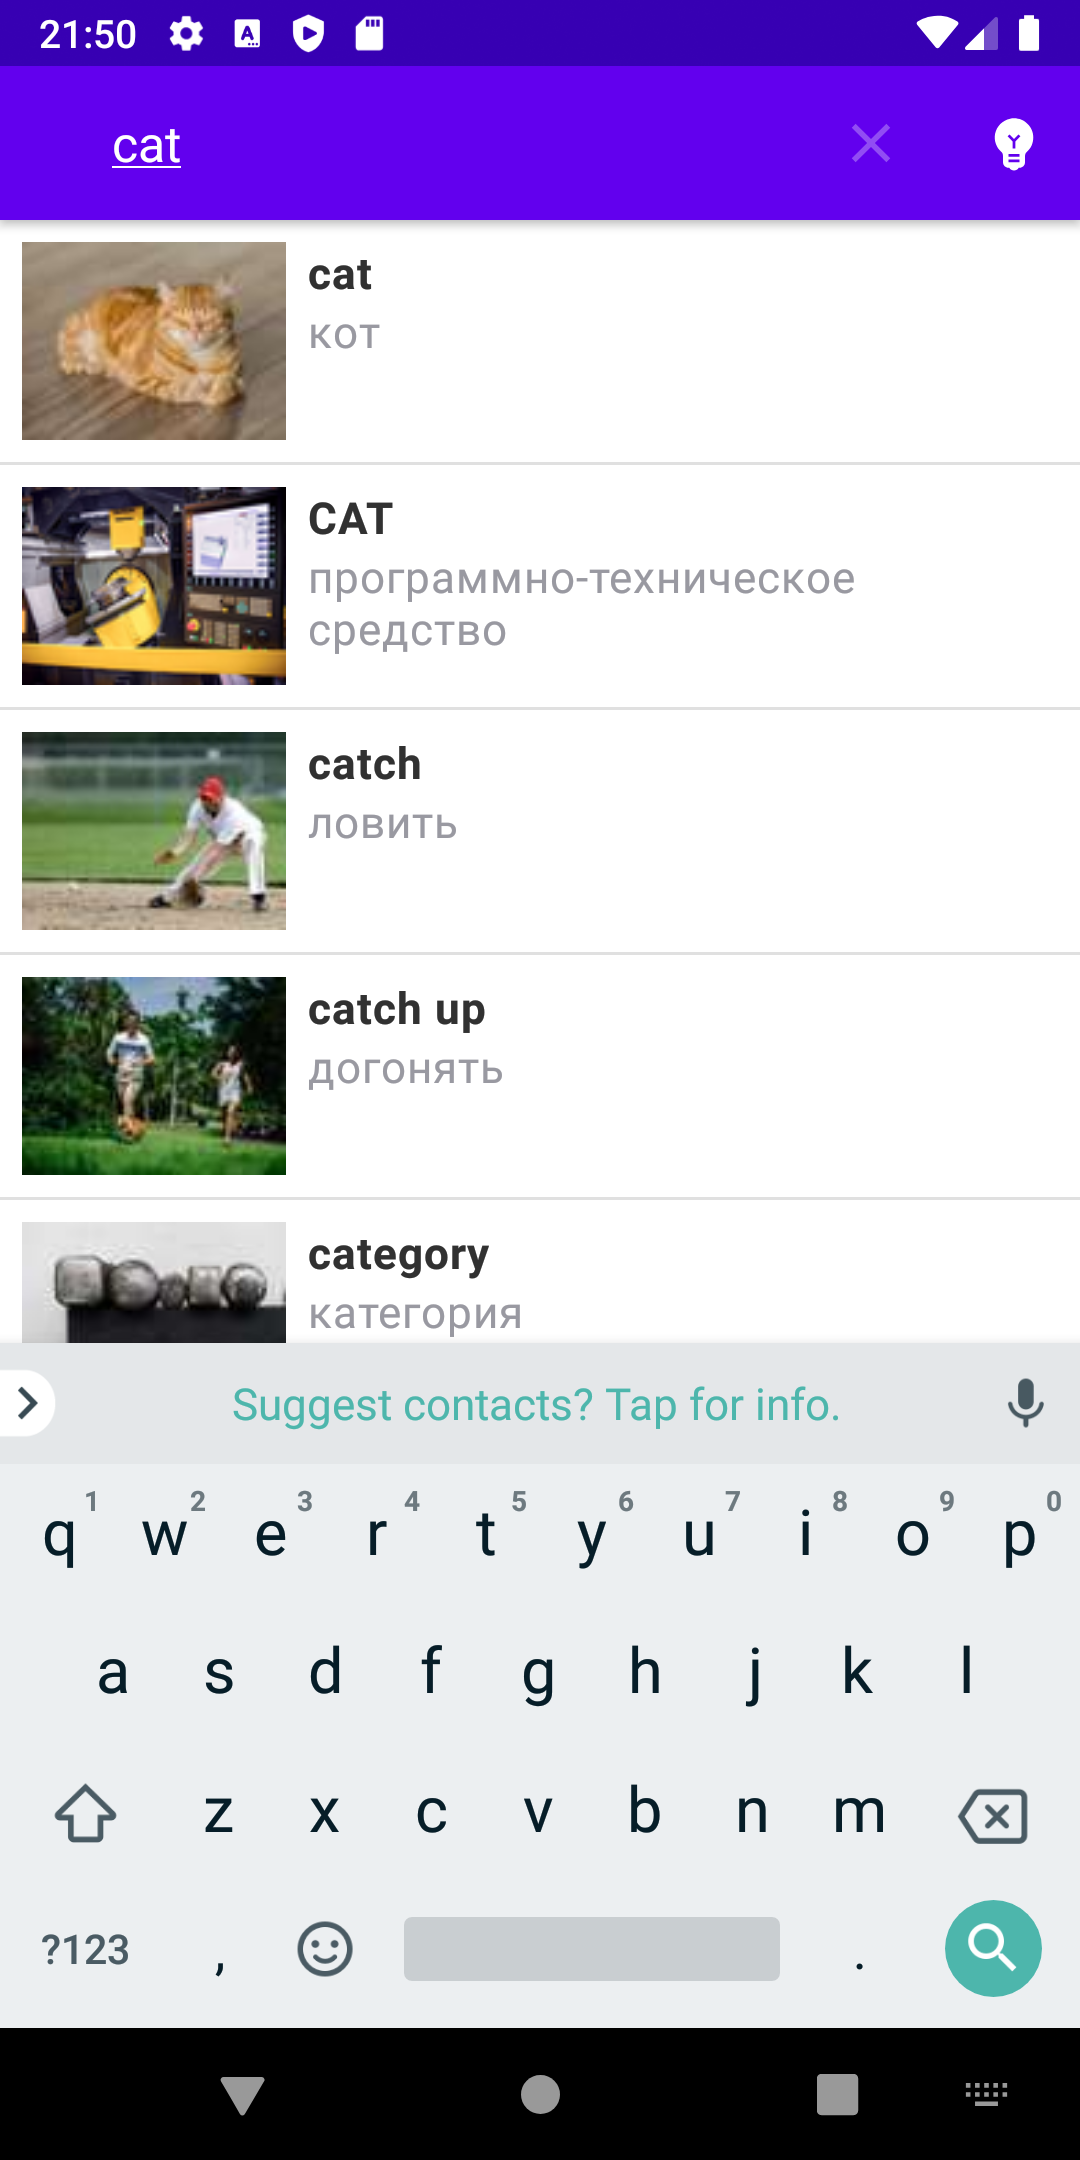 21:50
cat
cat
кот
CAT
программно-техническое
средство
catch
ловить
catch up
догонять
category
категория
Suggest contacts? Tap for info.
1 2 3 4 5 6 7 8 9 0
q w e r t y u i o p
a s d f g h j k l
z x c v b n m
?123 , .